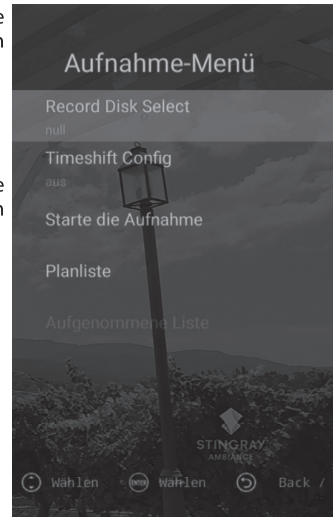 e
n
Aufnahme-Menü
Record Disk Select
null
Timeshift Config
aus
e
n
Starte die Aufnahme
Planliste
Aufgenommene Liste
STINGRAY
AMBIANCE
Wählen ENTER Wählen Back /